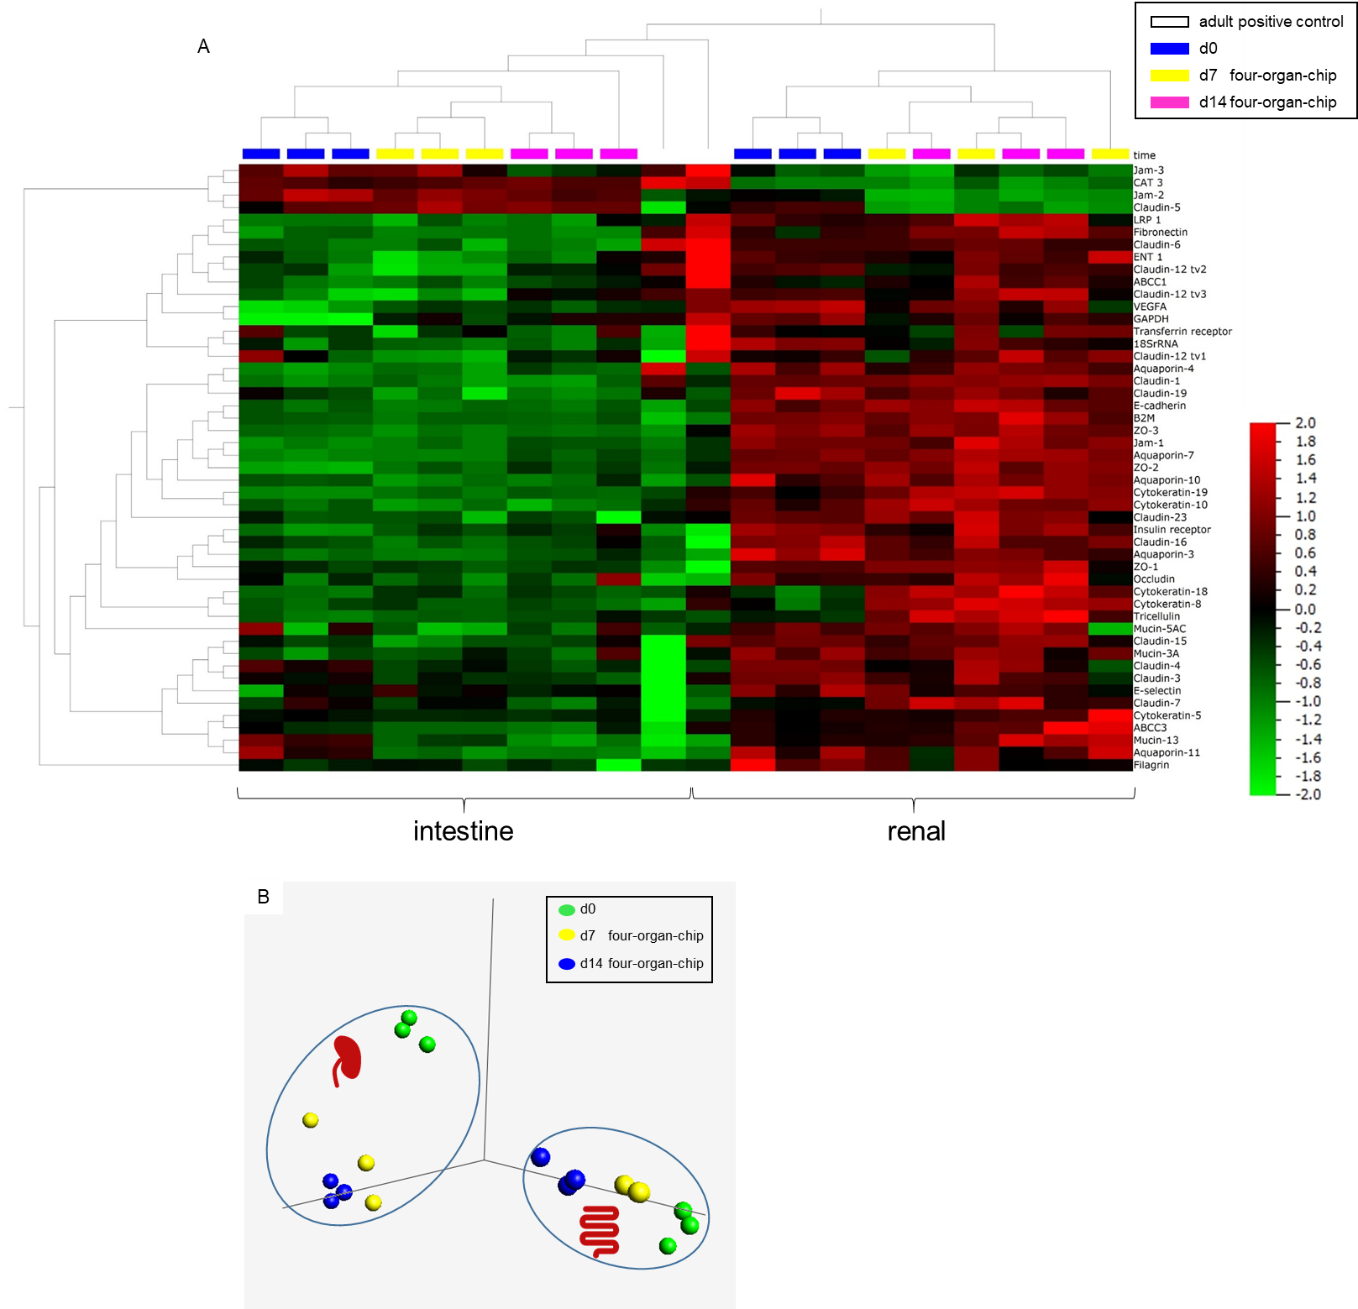 A
adult positive control
d0
d7 four-organ-chip
d14 four-organ-chip
time
Jam-3
CAT 3
Jam-2
Claudin-5
LRP 1
Fibronectin
Claudin-6
ENT 1
Claudin-12 tv2
ABCC1
Claudin-12 tv3
VEGFA
GAPDH
Transferrin receptor
18SrRNA
Claudin-12 tv1
Aquaporin-4
Claudin-1
Claudin-19
E-cadherin
B2M
ZO-3
Jam-1
Aquaporin-7
ZO-2
Aquaporin-10
Cytokeratin-19
Cytokeratin-10
Claudin-23
Insulin receptor
Claudin-16
Aquaporin-3
ZO-1
Occludin
Cytokeratin-18
Cytokeratin-8
Tricellulin
Mucin-5AC
Claudin-15
Mucin-3A
Claudin-4
Claudin-3
E-selectin
Claudin-7
Cytokeratin-5
ABCC3
Mucin-13
Aquaporin-11
Filagrin
2.0
1.8
1.6
1.4
1.2
1.0
0.8
0.6
0.4
0.2
0.0
-0.2
-0.4
-0.6
-0.8
-1.0
-1.2
-1.4
-1.6
-1.8
-2.0
intestine
renal
B
d0
d7 four-organ-chip
d14 four-organ-chip